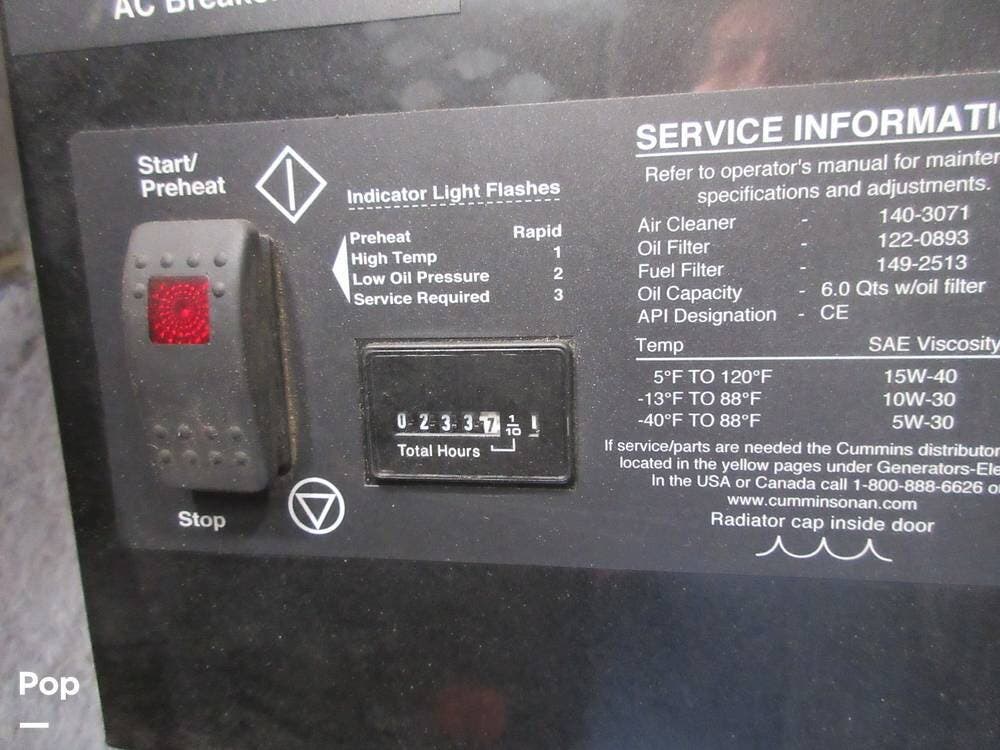 AC
Start/
Preheat
Indicator Light Flashes
Preheat Rapid
High Temp 1
Low Oil Pressure 2
Service Required 3
0 2 3 3 7 1/10
Total Hours
Stop
SERVICE
Refer to operator's manual for
specifications and adjustments.
Air Cleaner - 140-3071
Oil Filter - 122-0893
Fuel Filter - 149-2513
Oil Capacity - 6.0 Qts w/oil filter
API Designation - CE
Temp SAE Viscosity
5°F TO 120°F 15W-40
-13°F TO 88°F 10W-30
-40°F TO 88°F 5W-30
If service/parts are needed the Cummins distributor
located in the yellow pages under
In the USA or Canada call 1-800-888-6626
www.cumminsonan.com
Radiator cap inside door
Pop